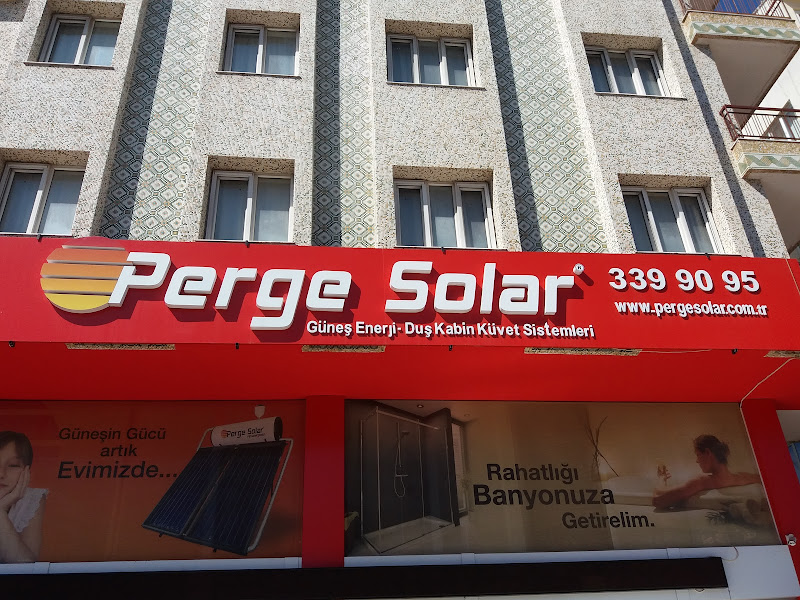 Perge Solar®
339 90 95
www.pergesolar.com.tr
Güneş Enerji- Duş Kabin Küvet Sistemleri
Güneşin Gücü
artık
Evimizde...
Perge Solar
Rahatlığı
Banyonuza
Getirelim.